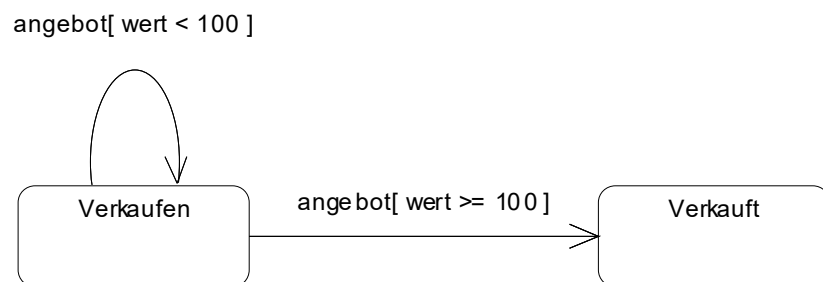 angebot[ wert < 100 ]
Verkaufen
angebot[ wert >= 100 ]
Verkauft